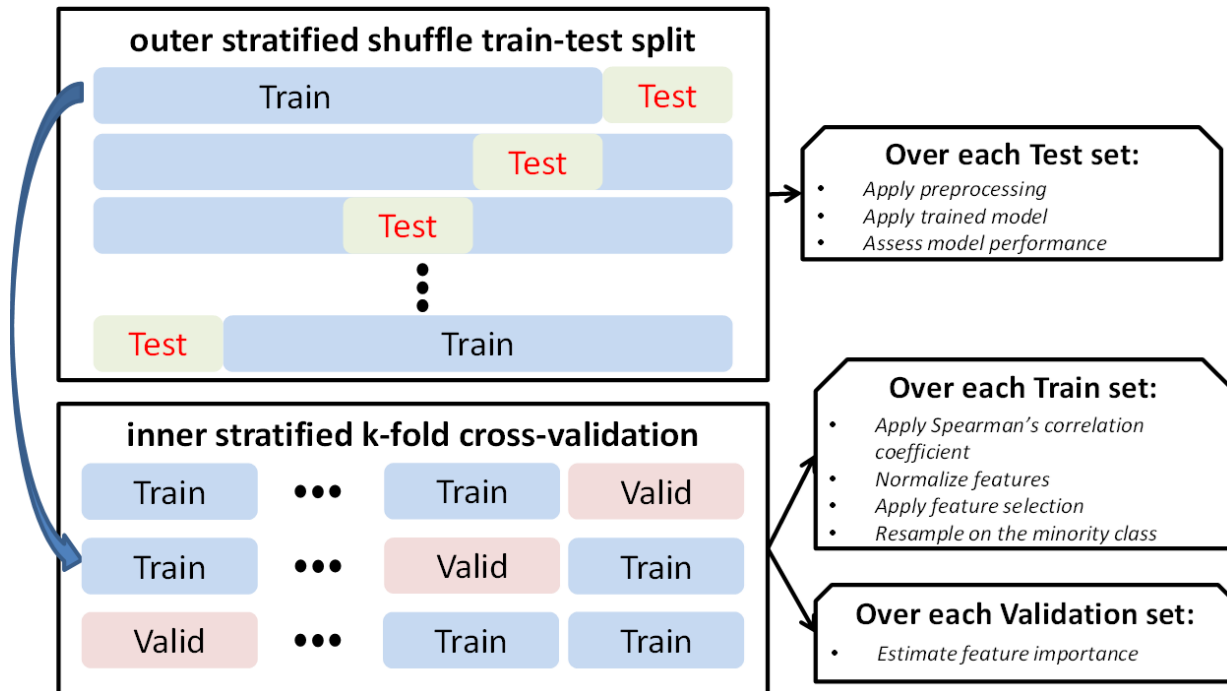 outer stratified shuffle train-test split
Train
Test
Test
Test
Test
Train
Over each Test set:
• Apply preprocessing
• Apply trained model
• Assess model performance
inner stratified k-fold cross-validation
Train ••• Train Valid
Train ••• Valid Train
Valid ••• Train Train
Over each Train set:
• Apply Spearman's correlation
coefficient
• Normalize features
• Apply feature selection
• Resample on the minority class
Over each Validation set:
• Estimate feature importance